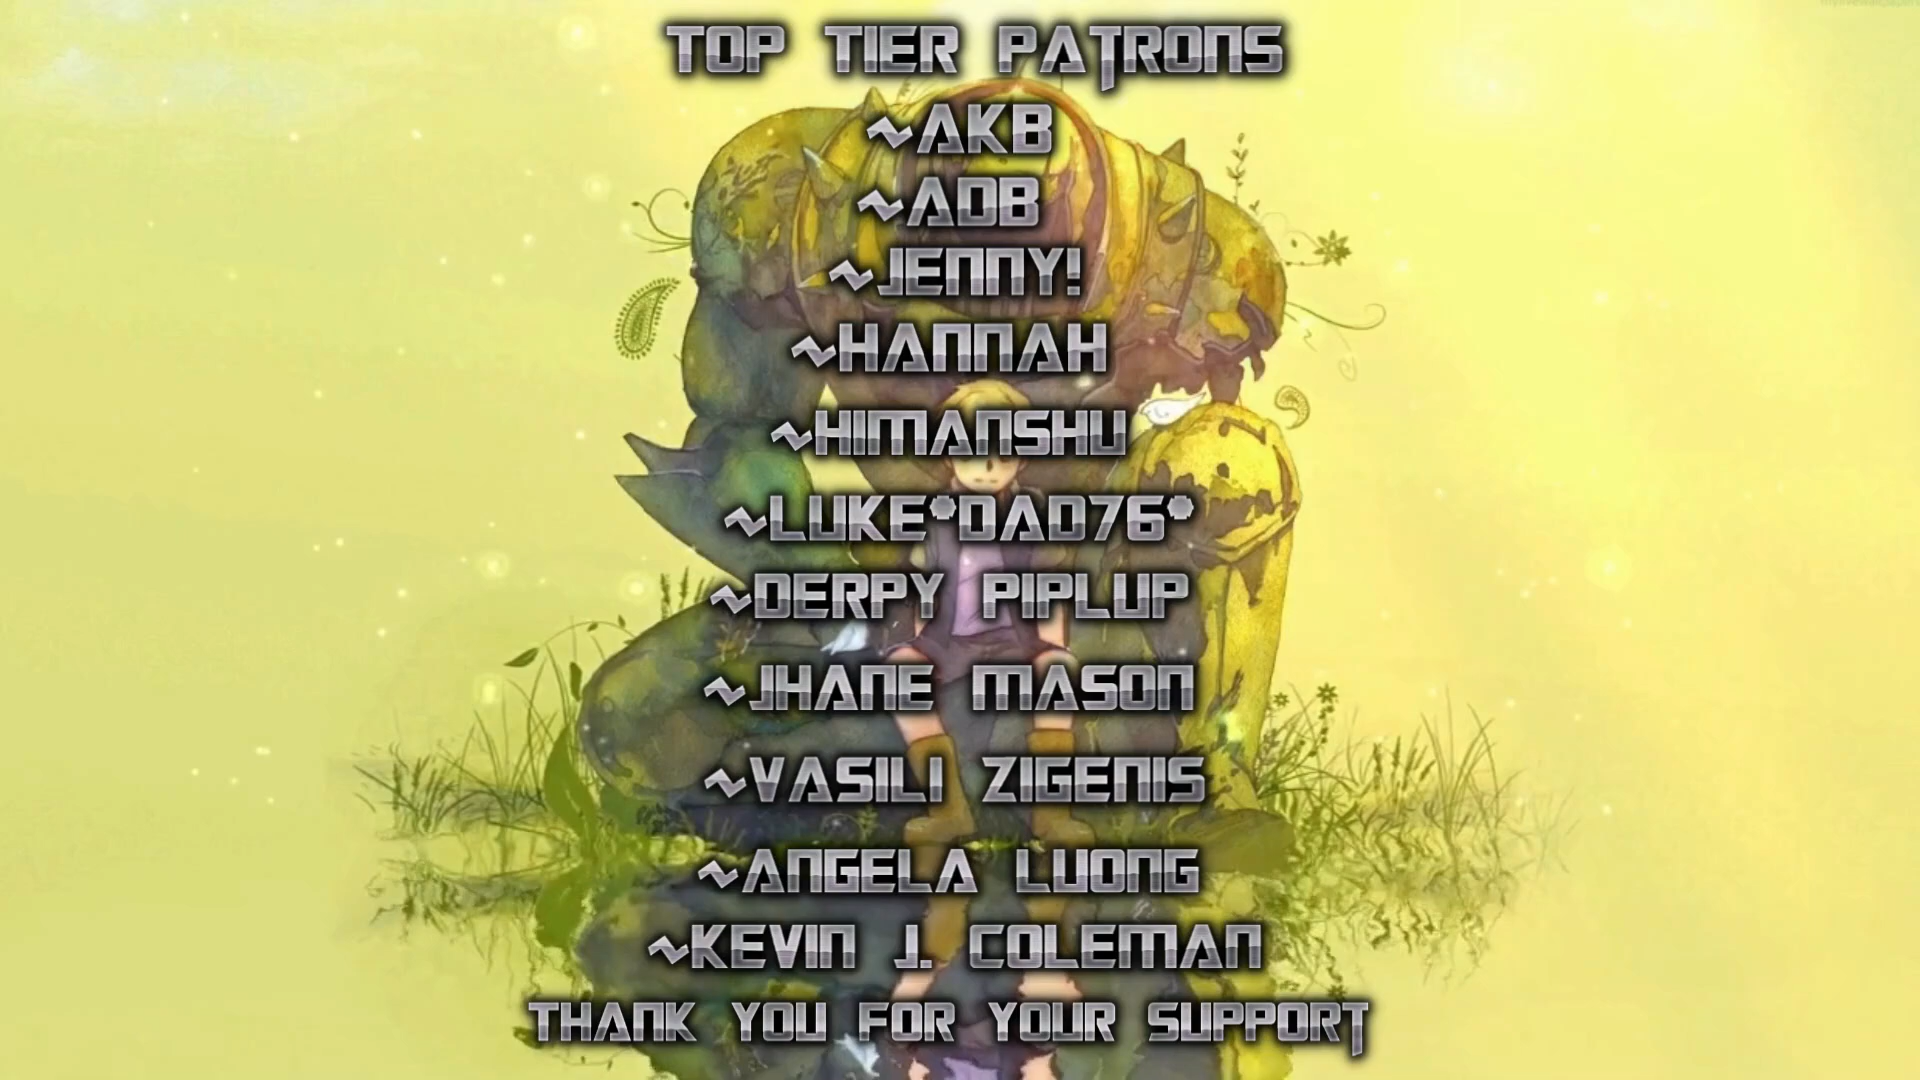 TOP TIER PATRONS
~AKB
~ADB
~JENNY!
~HANNAH
~HIMANSHU
~LUKE*DAD76*
~DERPY PIPLUP
~JHANE MASON
~VASILI ZIGENIS
~ANGELA LUONG
~KEVIN J. COLEMAN
THANK YOU FOR YOUR SUPPORT